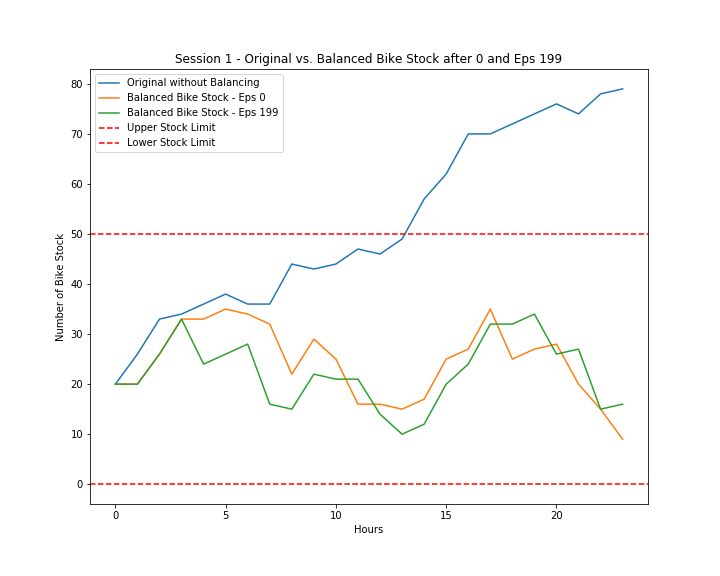 Session 1 - Original vs. Balanced Bike Stock after 0 and Eps 199
Original without Balancing
Balanced Bike Stock - Eps 0
Balanced Bike Stock - Eps 199
Upper Stock Limit
Lower Stock Limit
Number of Bike Stock
80
70
60
50
40
30
20
10
0
0 5 10 15 20
Hours